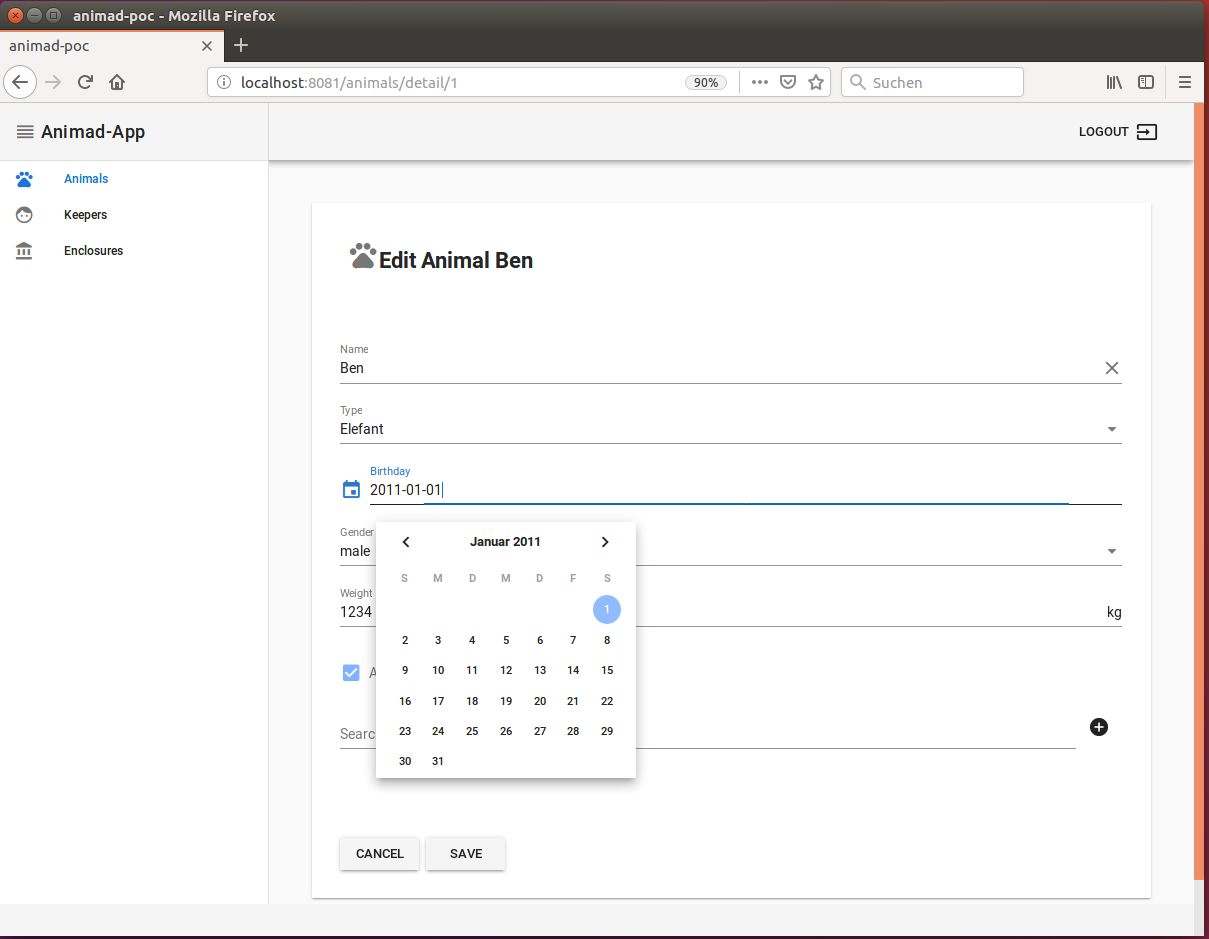 animad-poc - Mozilla Firefox
animad-poc
localhost:8081/animals/detail/1
90%
Suchen
Animad-App
LOGOUT
Animals
Keepers
Enclosures
Edit Animal Ben
Name
Ben
Type
Elefant
Birthday
2011-01-01
Gender
male
Januar 2011
S M D M D F S
1
2 3 4 5 6 7 8
9 10 11 12 13 14 15
16 17 18 19 20 21 22
23 24 25 26 27 28 29
30 31
Weight
1234
kg
A
Searc
CANCEL
SAVE